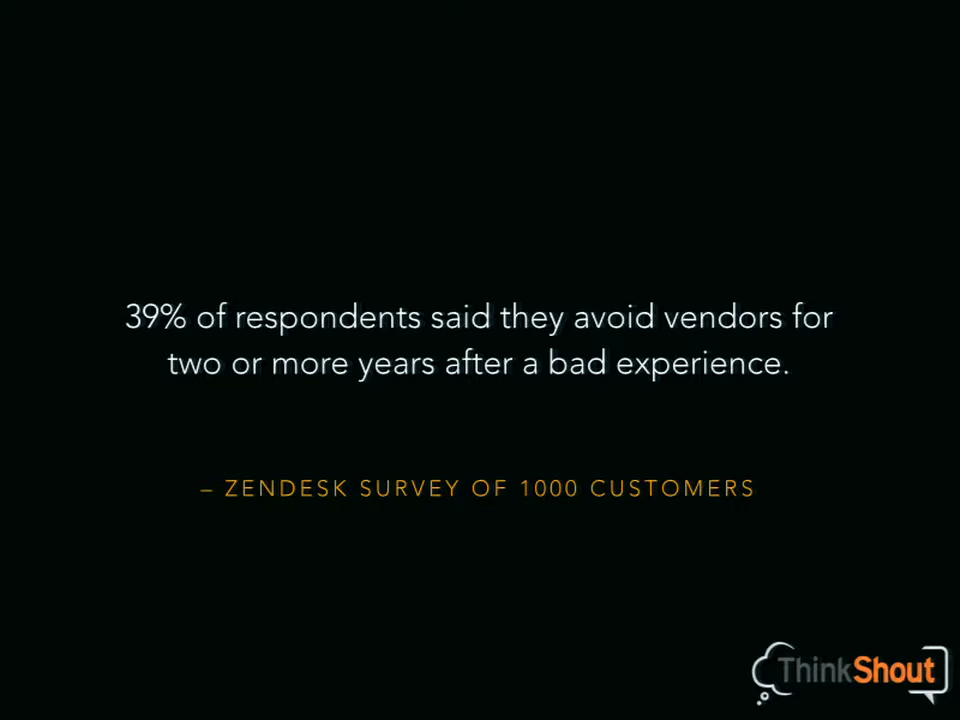 39% of respondents said they avoid vendors for
two or more years after a bad experience.
– ZENDESK SURVEY OF 1000 CUSTOMERS
ThinkShout